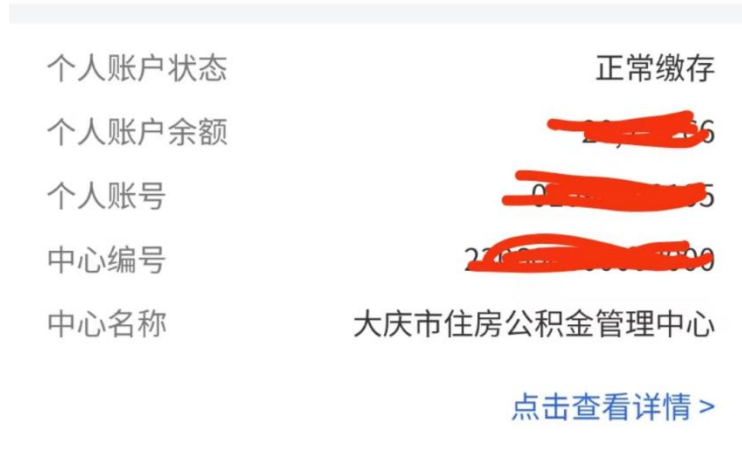 个人账户状态 正常缴存
个人账户余额
个人账号
中心编号
中心名称 大庆市住房公积金管理中心
点击查看详情 >